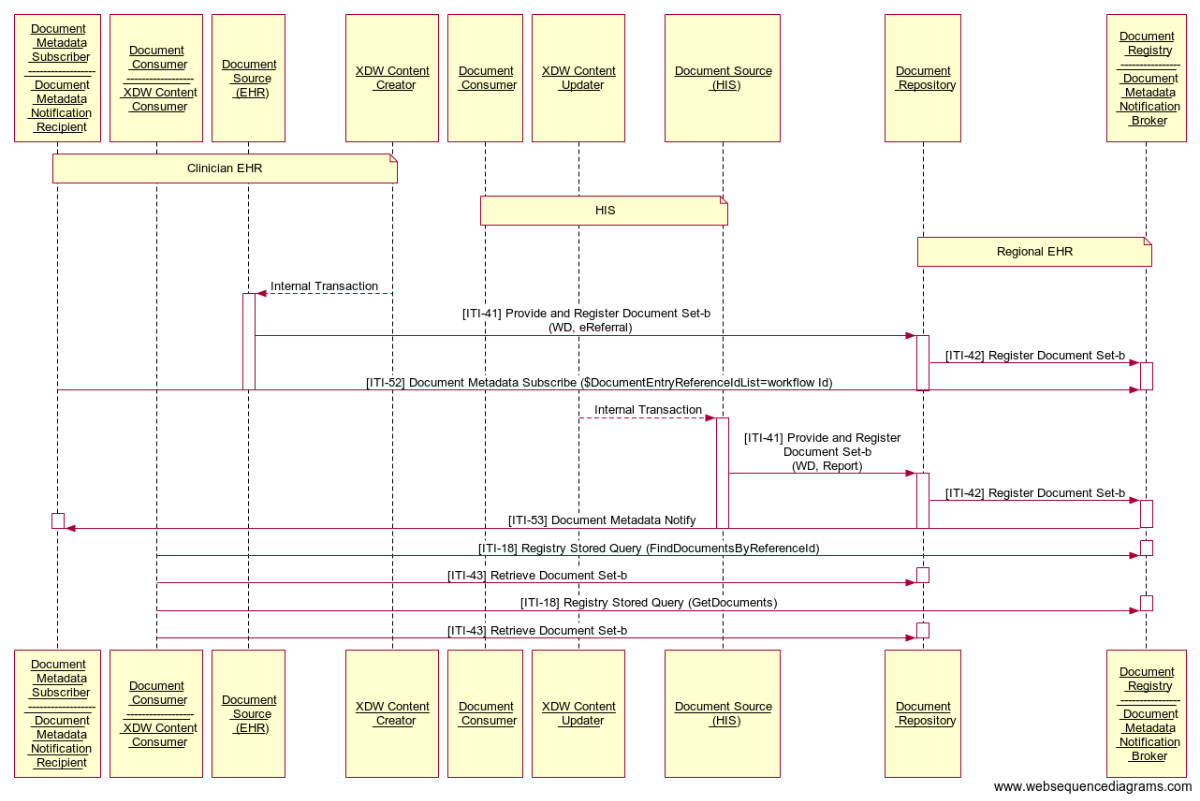 Document
Metadata
Subscriber
------------------
Document
Metadata
Notification
Recipient
Document
Consumer
------------------
XDW Content
Consumer
Document
Source
(EHR)
XDW Content
Creator
Document
Consumer
XDW Content
Updater
Document Source
(HIS)
Document
Repository
Document
Registry
----------------
Document
Metadata
Notification
Broker
Clinician EHR
HIS
Regional EHR
Internal Transaction
[ITI-41] Provide and Register Document Set-b
(WD, eReferral)
[ITI-42] Register Document Set-b
[ITI-52] Document Metadata Subscribe ($DocumentEntryReferenceIdList=workflow Id)
Internal Transaction
[ITI-41] Provide and Register
Document Set-b
(WD, Report)
[ITI-42] Register Document Set-b
[ITI-53] Document Metadata Notify
[ITI-18] Registry Stored Query (FindDocumentsByReferenceId)
[ITI-43] Retrieve Document Set-b
[ITI-18] Registry Stored Query (GetDocuments)
[ITI-43] Retrieve Document Set-b
Document
Metadata
Subscriber
------------------
Document
Metadata
Notification
Recipient
Document
Consumer
------------------
XDW Content
Consumer
Document
Source
(EHR)
XDW Content
Creator
Document
Consumer
XDW Content
Updater
Document Source
(HIS)
Document
Repository
Document
Registry
----------------
Document
Metadata
Notification
Broker
www.websequencediagrams.com